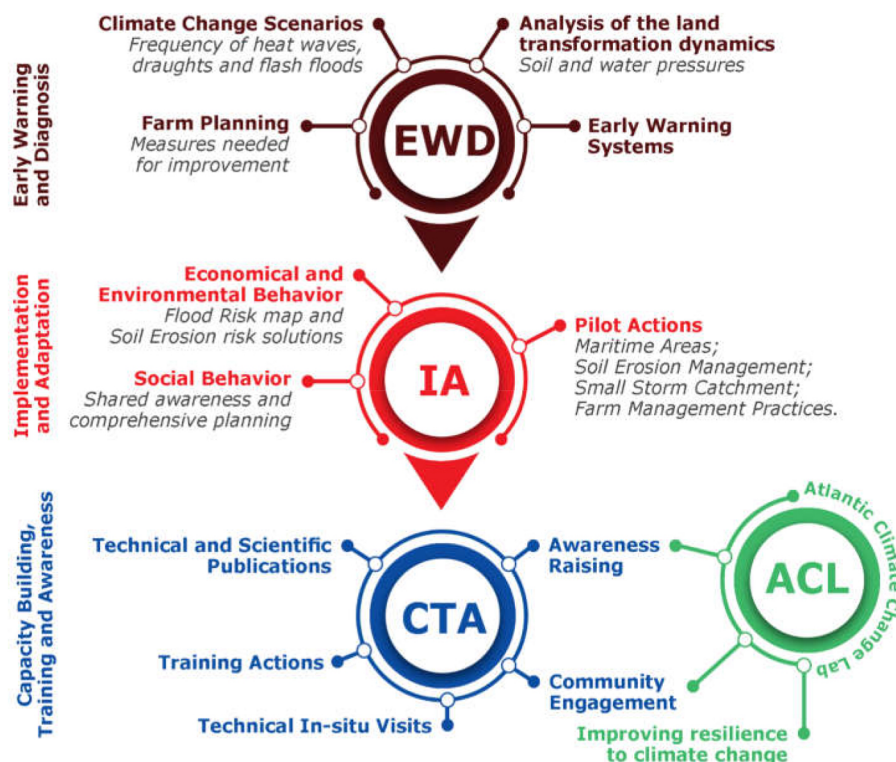 Early Warning
and Diagnosis
Climate Change Scenarios
Frequency of heat waves,
draughts and flash floods
Analysis of the land
transformation dynamics
Soil and water pressures
Farm Planning
Measures needed
for improvement
EWD
Early Warning
Systems
Implementation
and Adaptation
Economical and
Environmental Behavior
Flood Risk map and
Soil Erosion risk solutions
Social Behavior
Shared awareness and
comprehensive planning
IA
Pilot Actions
Maritime Areas;
Soil Erosion Management;
Small Storm Catchment;
Farm Management Practices.
Capacity Building,
Training and Awareness
Technical and Scientific
Publications
Training Actions
Technical In-situ Visits
CTA
Awareness
Raising
Community
Engagement
ACL
Atlantic Climate Change Lab
Improving resilience
to climate change